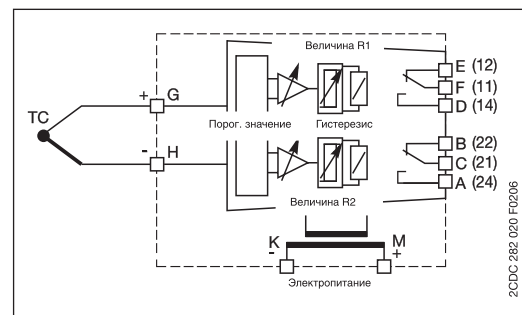 Величина R1
E (12)
F (11)
D (14)
+ G
TC
Порог. значение
Гистерезис
- H
B (22)
C (21)
A (24)
Величина R2
K
M
-
+
Электропитание
2CDC 282 020 F0206